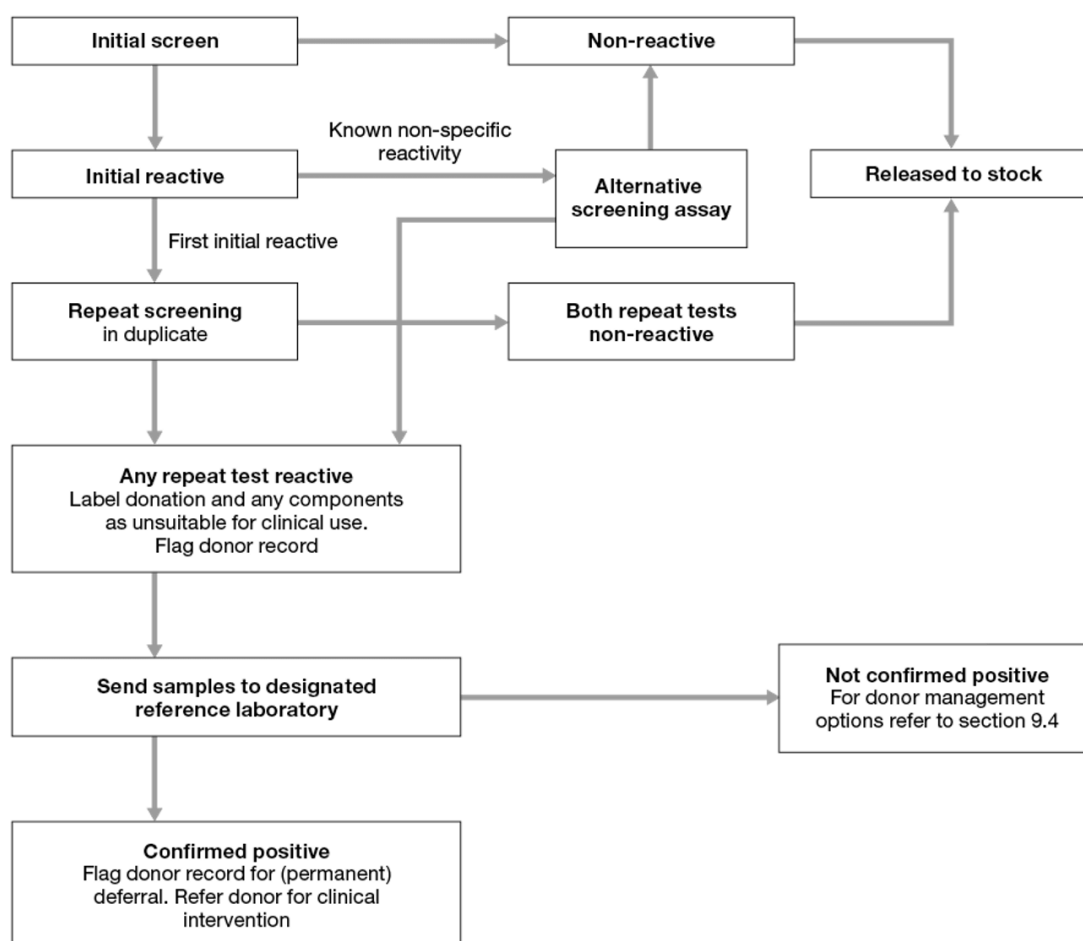 Initial screen
Non-reactive
Known non-specific
reactivity
Initial reactive
Alternative
screening assay
Released to stock
First initial reactive
Repeat screening
in duplicate
Both repeat tests
non-reactive
Any repeat test reactive
Label donation and any components
as unsuitable for clinical use.
Flag donor record
Send samples to designated
reference laboratory
Not confirmed positive
For donor management
options refer to section 9.4
Confirmed positive
Flag donor record for (permanent)
deferral. Refer donor for clinical
intervention